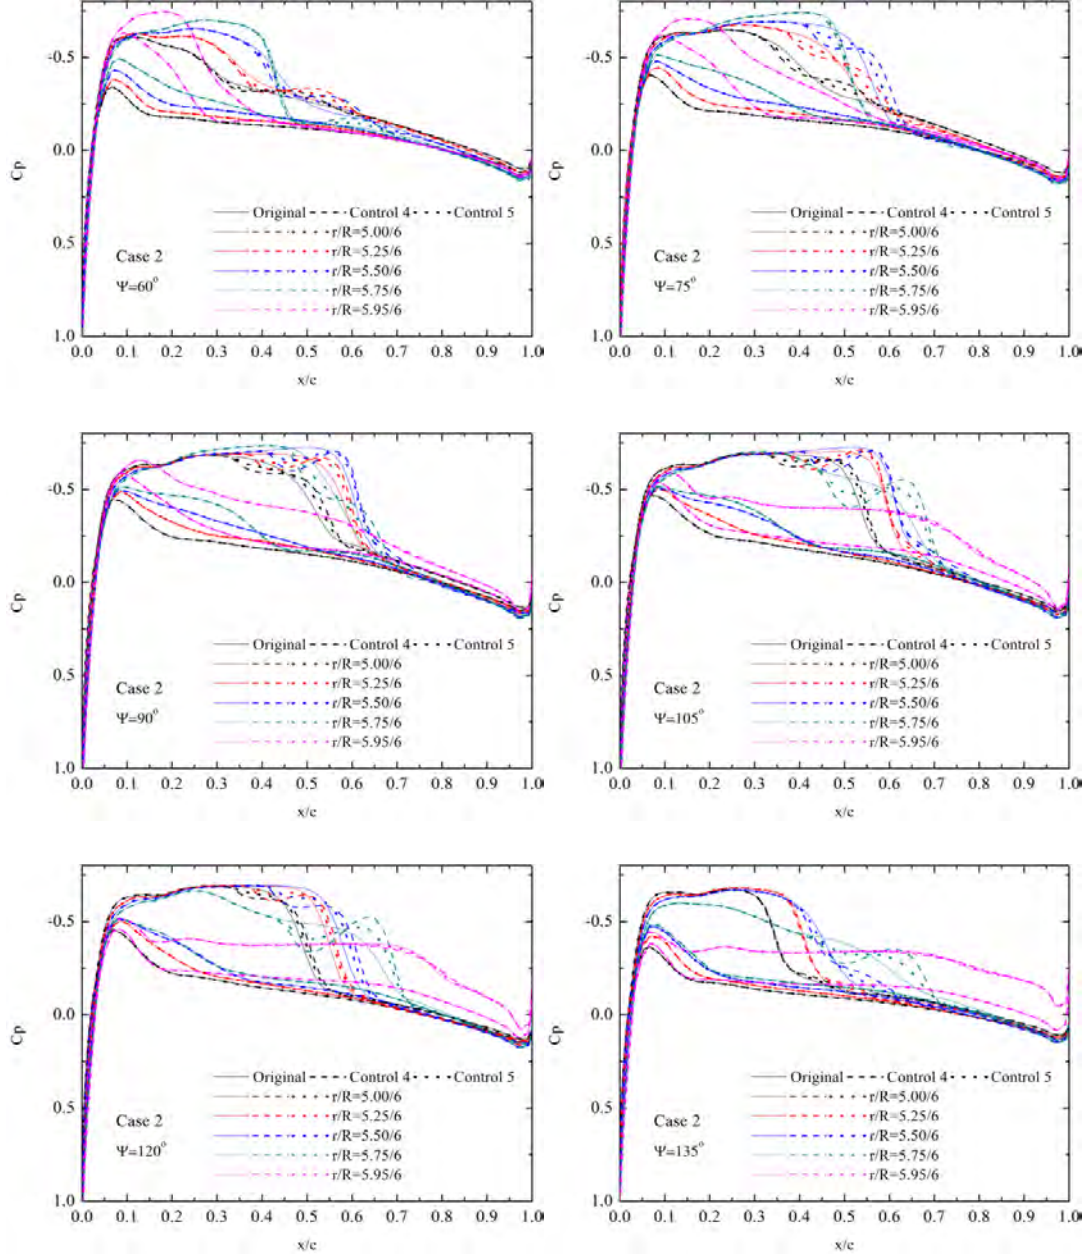 -0.5
0.0
0.5
1.0
Cp
Original Control 4 Control 5
r/R=5.00/6
r/R=5.25/6
r/R=5.50/6
r/R=5.75/6
r/R=5.95/6
Case 2
Ψ=60°
0.0 0.1 0.2 0.3 0.4 0.5 0.6 0.7 0.8 0.9 1.0
x/c
-0.5
0.0
0.5
1.0
Cp
Original Control 4 Control 5
r/R=5.00/6
r/R=5.25/6
r/R=5.50/6
r/R=5.75/6
r/R=5.95/6
Case 2
Ψ=75°
0.0 0.1 0.2 0.3 0.4 0.5 0.6 0.7 0.8 0.9 1.0
x/c
-0.5
0.0
0.5
1.0
Cp
Original Control 4 Control 5
r/R=5.00/6
r/R=5.25/6
r/R=5.50/6
r/R=5.75/6
r/R=5.95/6
Case 2
Ψ=90°
0.0 0.1 0.2 0.3 0.4 0.5 0.6 0.7 0.8 0.9 1.0
x/c
-0.5
0.0
0.5
1.0
Cp
Original Control 4 Control 5
r/R=5.00/6
r/R=5.25/6
r/R=5.50/6
r/R=5.75/6
r/R=5.95/6
Case 2
Ψ=105°
0.0 0.1 0.2 0.3 0.4 0.5 0.6 0.7 0.8 0.9 1.0
x/c
-0.5
0.0
0.5
1.0
Cp
Original Control 4 Control 5
r/R=5.00/6
r/R=5.25/6
r/R=5.50/6
r/R=5.75/6
r/R=5.95/6
Case 2
Ψ=120°
0.0 0.1 0.2 0.3 0.4 0.5 0.6 0.7 0.8 0.9 1.0
x/c
-0.5
0.0
0.5
1.0
Cp
Original Control 4 Control 5
r/R=5.00/6
r/R=5.25/6
r/R=5.50/6
r/R=5.75/6
r/R=5.95/6
Case 2
Ψ=135°
0.0 0.1 0.2 0.3 0.4 0.5 0.6 0.7 0.8 0.9 1.0
x/c